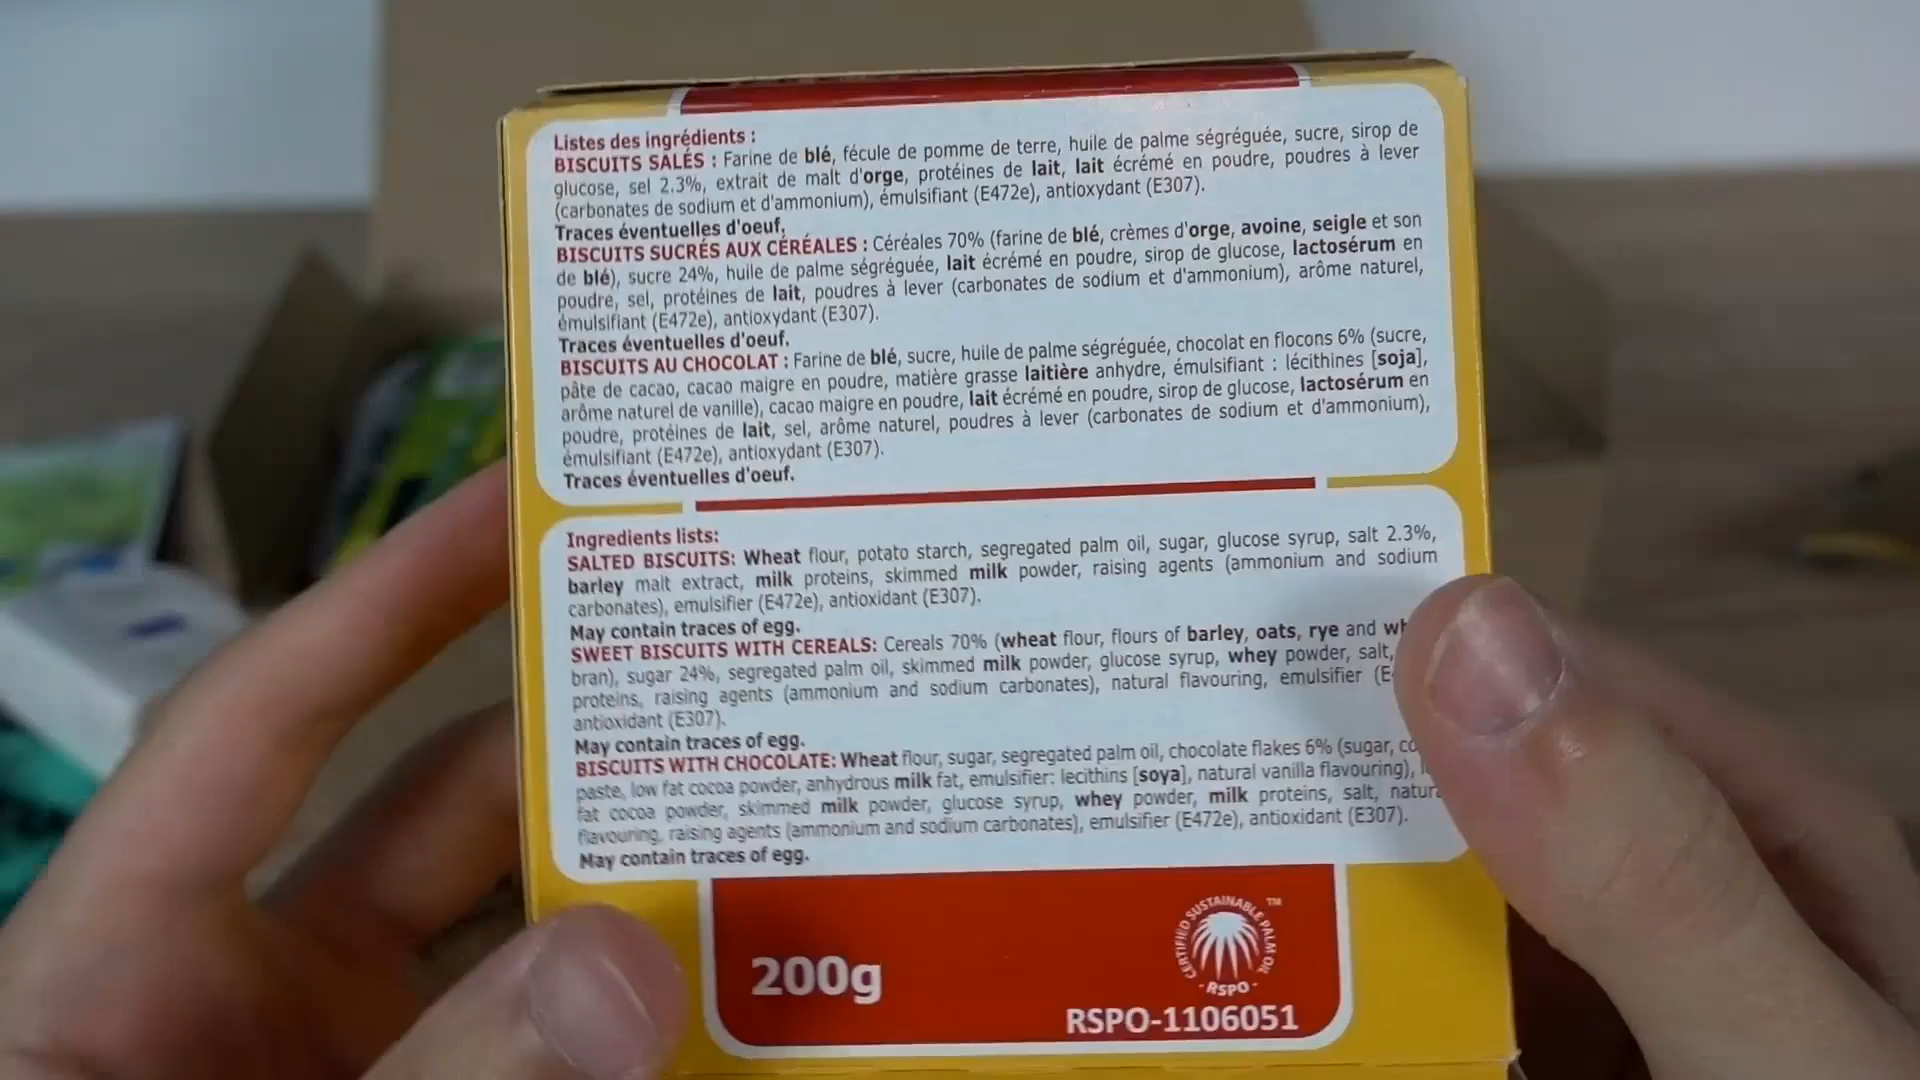 Listes des ingrédients :
BISCUITS SALÉS : Farine de blé, fécule de pomme de terre, huile de palme ségréguée, sucre, sirop de
glucose, sel 2.3%, extrait de malt d'orge, protéines de lait, lait écrémé en poudre, poudres à lever
(carbonates de sodium et d'ammonium), émulsifiant (E472e), antioxydant (E307).
Traces éventuelles d'oeuf.
BISCUITS SUCRÉS AUX CÉRÉALES : Céréales 70% (farine de blé, crèmes d'orge, avoine, seigle et son
de blé), sucre 24%, huile de palme ségréguée, lait écrémé en poudre, sirop de glucose, lactosérum en
poudre, sel, protéines de lait, poudres à lever (carbonates de sodium et d'ammonium), arôme naturel,
émulsifiant (E472e), antioxydant (E307).
Traces éventuelles d'oeuf.
BISCUITS AU CHOCOLAT : Farine de blé, sucre, huile de palme ségréguée, chocolat en flocons 6% (sucre,
pâte de cacao, cacao maigre en poudre, matière grasse laitière anhydre, émulsifiant : lécithines [soja],
arôme naturel de vanille), cacao maigre en poudre, lait écrémé en poudre, sirop de glucose, lactosérum en
poudre, protéines de lait, sel, arôme naturel, poudres à lever (carbonates de sodium et d'ammonium),
émulsifiant (E472e), antioxydant (E307).
Traces éventuelles d'oeuf.
Ingredients lists:
SALTED BISCUITS: Wheat flour, potato starch, segregated palm oil, sugar, glucose syrup, salt 2.3%,
barley malt extract, milk proteins, skimmed milk powder, raising agents (ammonium and sodium
carbonates), emulsifier (E472e), antioxidant (E307).
May contain traces of egg.
SWEET BISCUITS WITH CEREALS: Cereals 70% (wheat flour, flours of barley, oats, rye and
bran), sugar 24%, segregated palm oil, skimmed milk powder, glucose syrup, whey powder, salt,
proteins, raising agents (ammonium and sodium carbonates), natural flavouring, emulsifier
antioxidant (E307).
May contain traces of egg.
BISCUITS WITH CHOCOLATE: Wheat flour, sugar, segregated palm oil, chocolate flakes 6% (sugar,
paste, low fat cocoa powder, anhydrous milk fat, emulsifier: lecithins [soya], natural vanilla flavouring),
fat cocoa powder, skimmed milk powder, glucose syrup, whey powder, milk proteins, salt,
flavouring, raising agents (ammonium and sodium carbonates), emulsifier (E472e), antioxidant (E307).
May contain traces of egg.
CERTIFIED SUSTAINABLE PALM OIL TM
RSPO
200g
RSPO-1106051